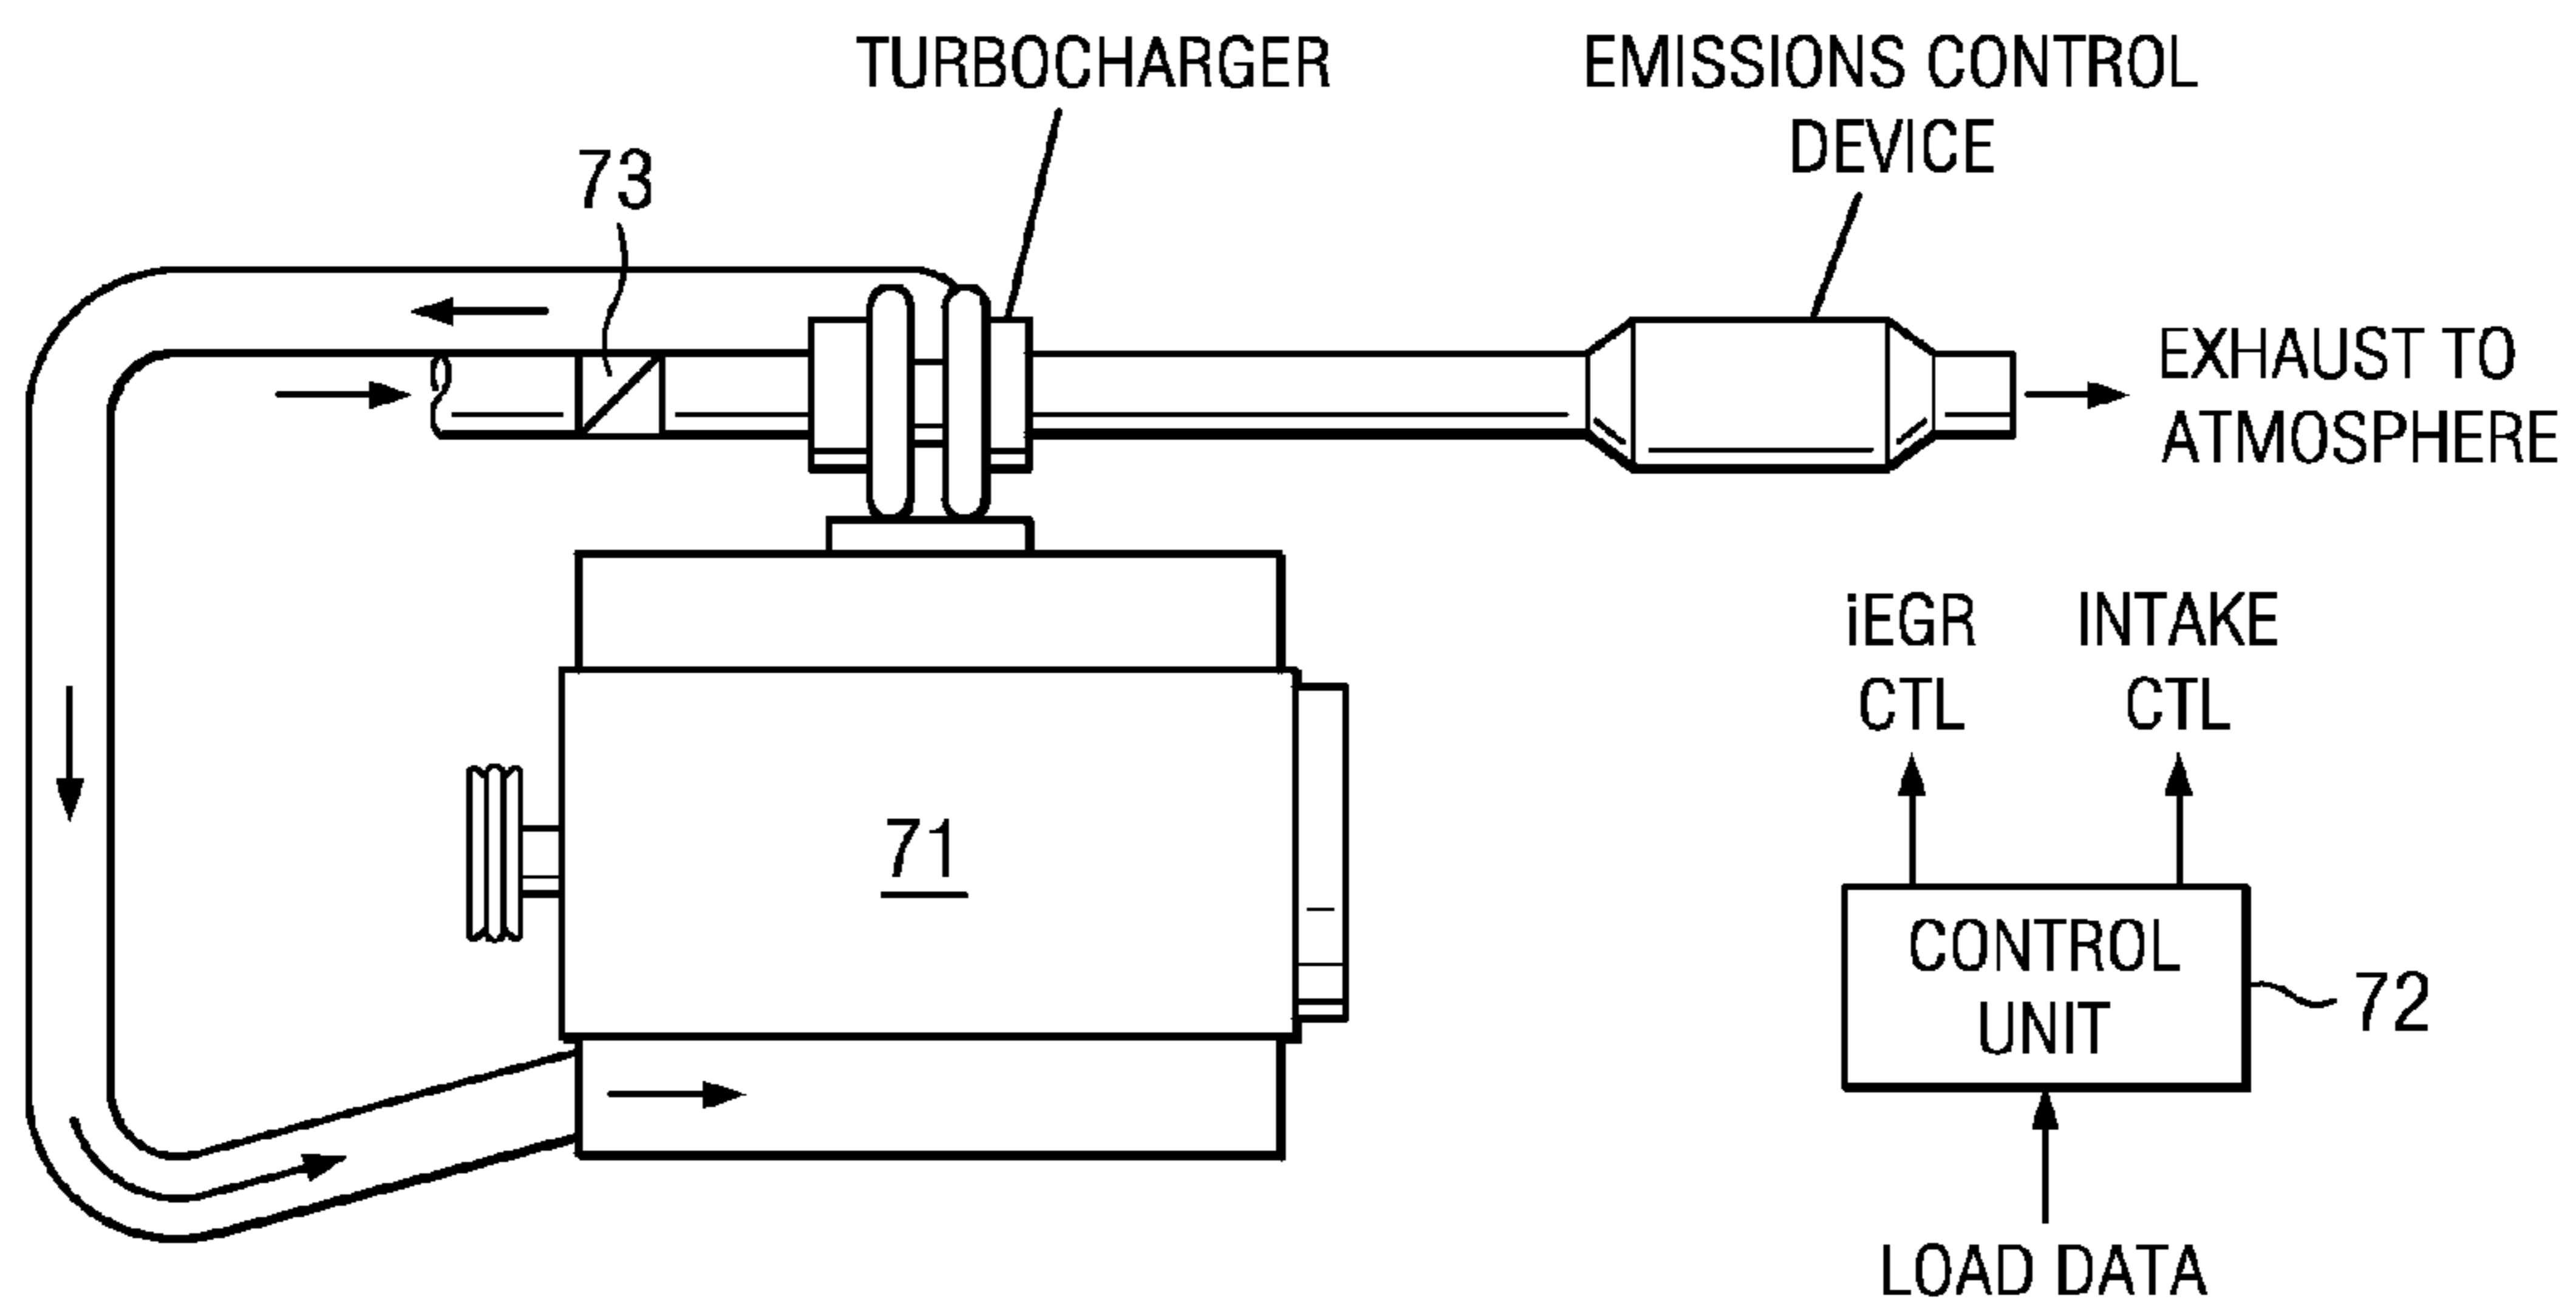 TURBOCHARGER
EMISSIONS CONTROL
DEVICE
73
EXHAUST TO
ATMOSPHERE
iEGR
CTL
INTAKE
CTL
71
CONTROL
UNIT
72
LOAD DATA